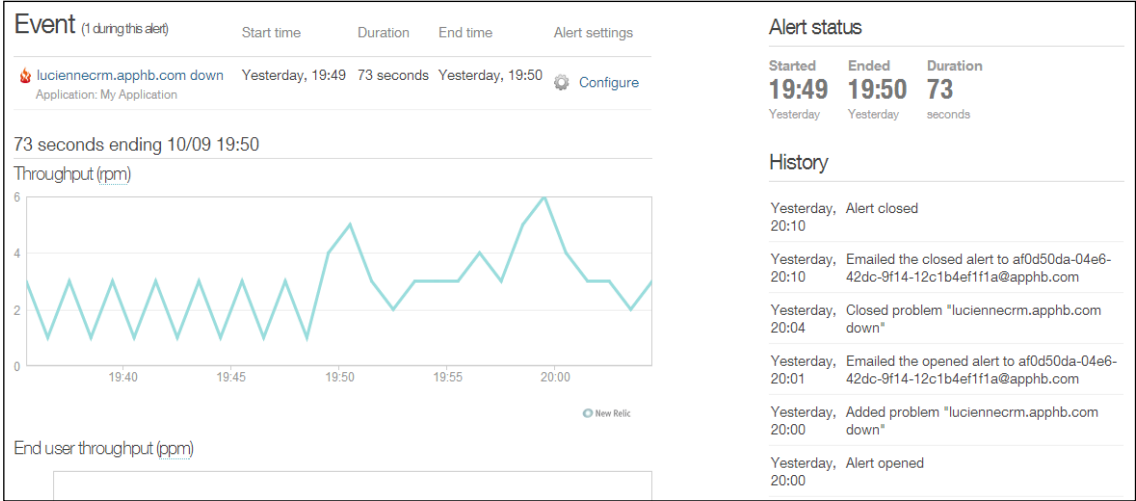 Event (1 during this alert)
Start time
Duration
End time
Alert settings
luciennecrm.apphb.com down
Yesterday, 19:49
73 seconds
Yesterday, 19:50
Configure
Application: My Application
73 seconds ending 10/09 19:50
Throughput (rpm)
6
4
2
0
19:40
19:45
19:50
19:55
20:00
New Relic
End user throughput (ppm)
Alert status
Started
Ended
Duration
19:49
19:50
73
Yesterday
Yesterday
seconds
History
Yesterday, Alert closed
20:10
Yesterday, Emailed the closed alert to af0d50da-04e6-
20:10 42dc-9f14-12c1b4ef1f1a@apphb.com
Yesterday, Closed problem "luciennecrm.apphb.com
20:04 down"
Yesterday, Emailed the opened alert to af0d50da-04e6-
20:01 42dc-9f14-12c1b4ef1f1a@apphb.com
Yesterday, Added problem "luciennecrm.apphb.com
20:00 down"
Yesterday, Alert opened
20:00